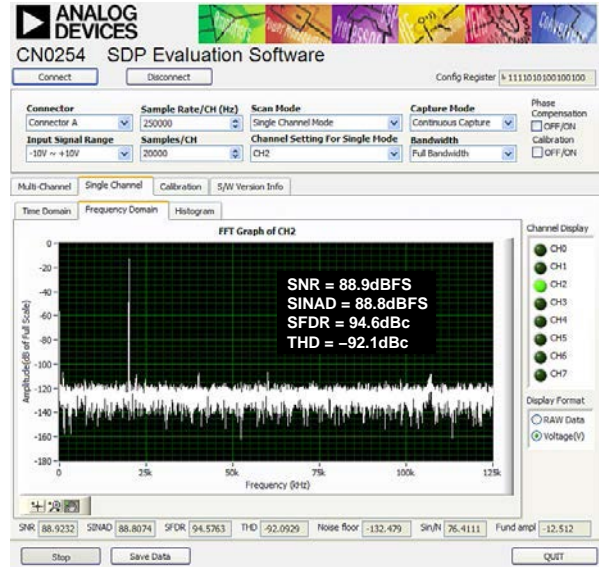 ANALOG
DEVICES
CN0254 SDP Evaluation Software
Connect Disconnect Config Register 1111010100100100
Connector Sample Rate/CH (Hz) Scan Mode Capture Mode Phase
Compensation
Connector A 250000 Single Channel Mode Continuous Capture OFF/ON
Input Signal Range Samples/CH Channel Setting For Single Mode Bandwidth Calibration
-10V ~ +10V 20000 CH2 Full Bandwidth OFF/ON
Multi-Channel Single Channel Calibration S/W Version Info
Time Domain Frequency Domain Histogram
FFT Graph of CH2
Channel Display
CH0
CH1
CH2
CH3
CH4
CH5
CH6
CH7
Display Format
RAW Data
Voltage(V)
SNR = 88.9dBFS
SINAD = 88.8dBFS
SFDR = 94.6dBc
THD = –92.1dBc
Amplitude(dB of Full Scale)
0
-20
-40
-60
-80
-100
-120
-140
-160
-180
0 25k 50k 75k 100k 125k
Frequency (kHz)
SNR 88.9232 SINAD 88.8074 SFDR 94.5763 THD -92.0929 Noise floor -132.479 Sin/N 76.4111 Fund ampl -12.512
Stop Save Data QUIT